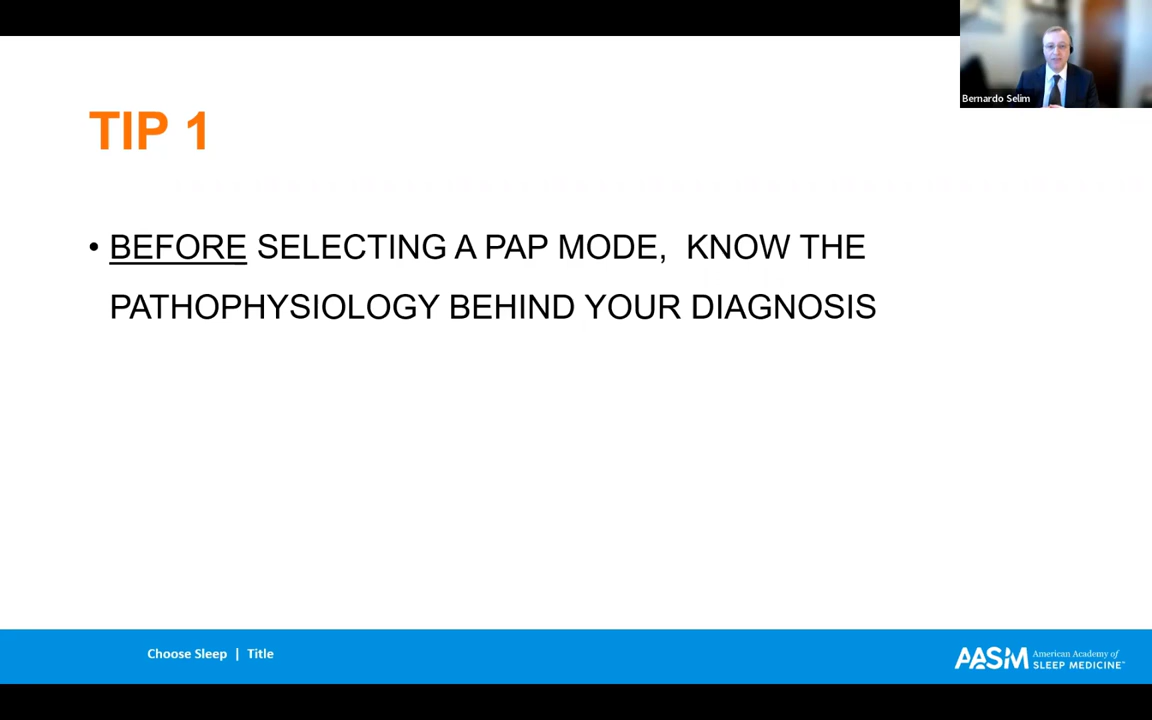 Bernardo Selim
TIP 1
• BEFORE SELECTING A PAP MODE, KNOW THE
PATHOPHYSIOLOGY BEHIND YOUR DIAGNOSIS
Choose Sleep | Title
AASM American Academy of
SLEEP MEDICINE™